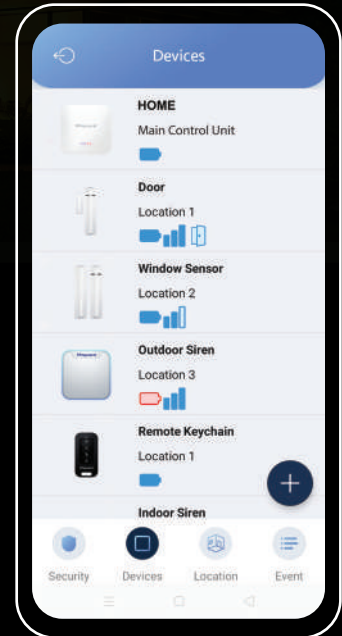 Devices
HOME
Main Control Unit
Door
Location 1
Window Sensor
Location 2
Outdoor Siren
Location 3
Remote Keychain
Location 1
Indoor Siren
Security
Devices
Location
Event